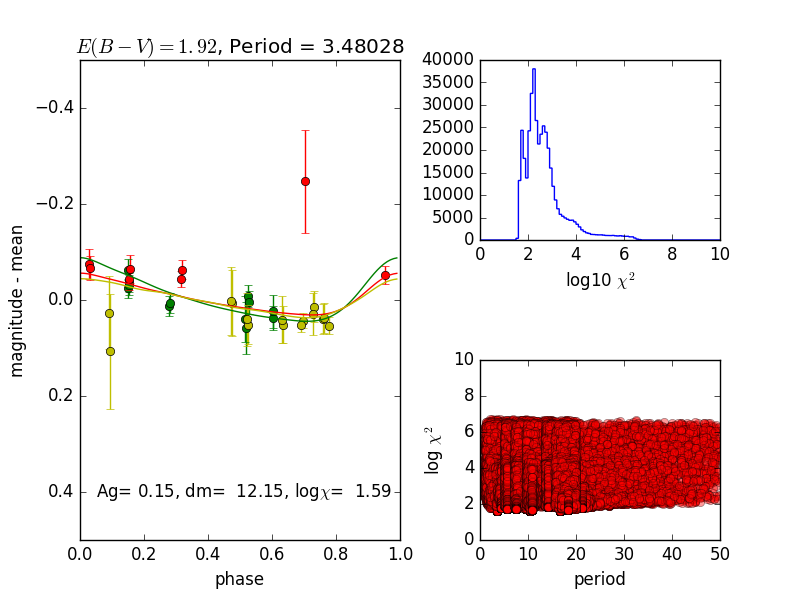 E(B − V) = 1.92, Period = 3.48028
−0.4
−0.2
0.0
0.2
0.4
magnitude - mean
Ag= 0.15, dm= 12.15, logχ= 1.59
0.0 0.2 0.4 0.6 0.8 1.0
phase
40000
35000
30000
25000
20000
15000
10000
5000
0
0 2 4 6 8 10
log10 χ²
10
8
6
4
2
0
log χ²
0 10 20 30 40 50
period